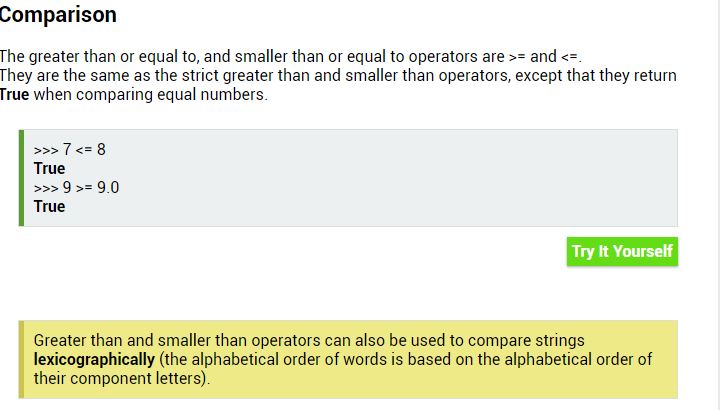 Comparison
The greater than or equal to, and smaller than or equal to operators are >= and <=.
They are the same as the strict greater than and smaller than operators, except that they return
True when comparing equal numbers.
>>> 7 <= 8
True
>>> 9 >= 9.0
True
Try It Yourself
Greater than and smaller than operators can also be used to compare strings
lexicographically (the alphabetical order of words is based on the alphabetical order of
their component letters).